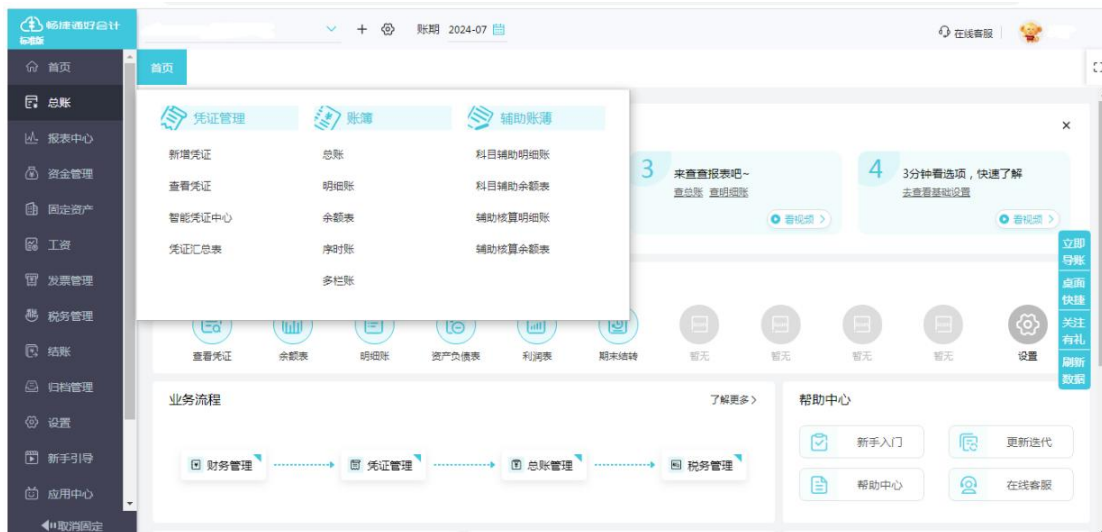 畅捷通好会计
标准版
账期 2024-07
在线客服
首页
总账
报表中心
资金管理
固定资产
工资
发票管理
税务管理
结账
归档管理
设置
新手引导
应用中心
取消固定
首页
凭证管理
新增凭证
查看凭证
智能凭证中心
凭证汇总表
账簿
总账
明细账
余额表
序时账
多栏账
辅助账薄
科目辅助明细账
科目辅助余额表
辅助核算明细账
辅助核算余额表
3
来查查报表吧~
查总账 查明细账
看视频
4
3分钟看选项，快速了解
去查看基础设置
看视频
立即
导账
桌面
快捷
关注
有礼
刷新
数据
查看凭证 余额表 明细账 资产负债表 利润表 期末结转 暂无 暂无 暂无 暂无 设置
业务流程
了解更多
财务管理 凭证管理 总账管理 税务管理
帮助中心
新手入门 更新迭代
帮助中心 在线客服